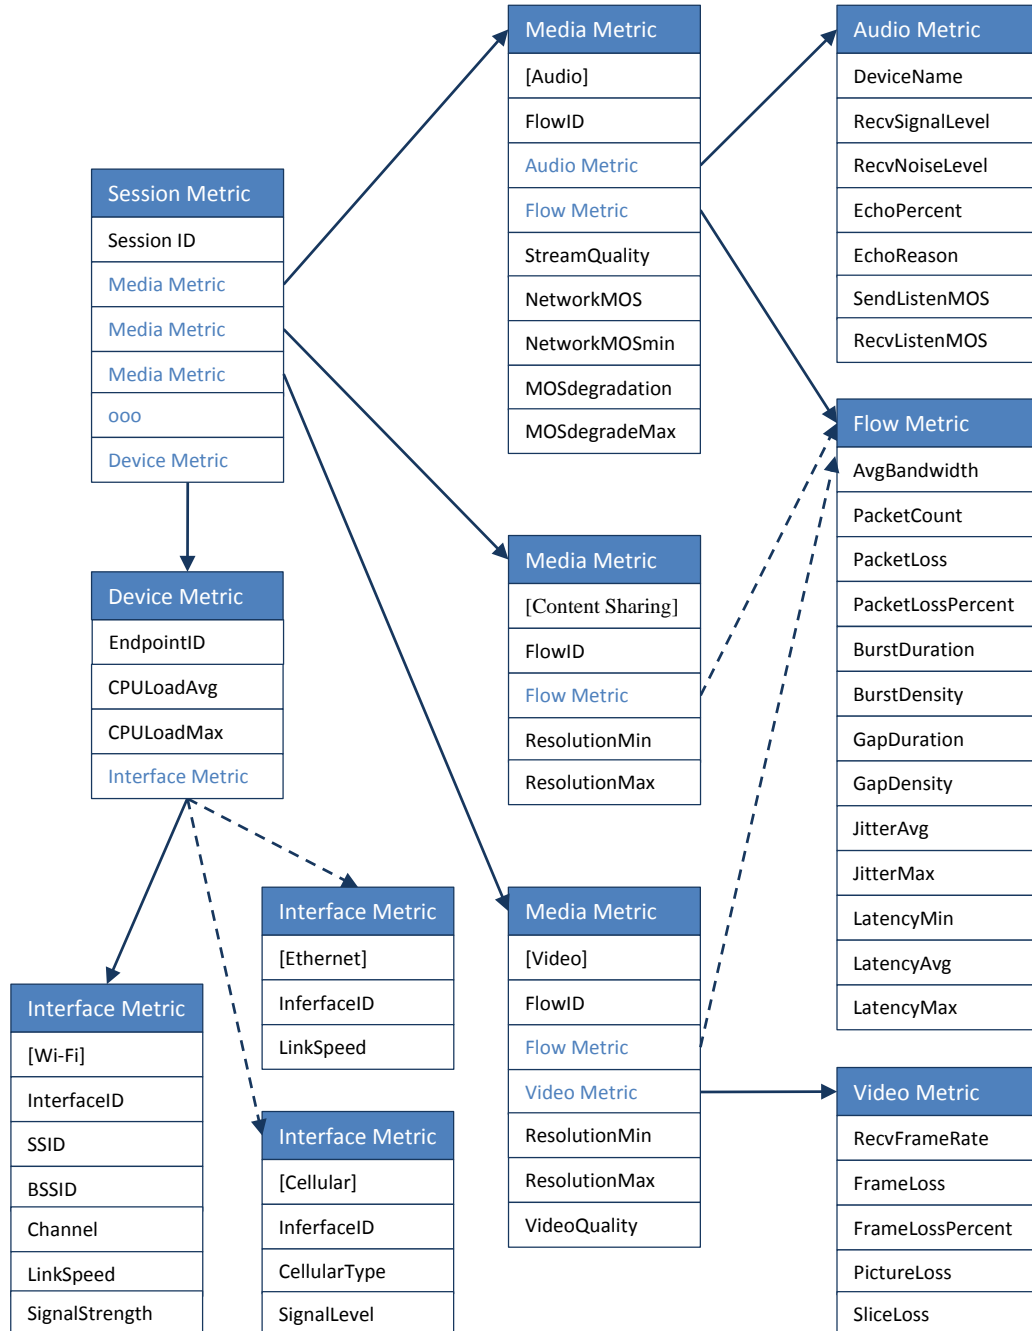 Session Metric
Session ID
Media Metric
Media Metric
Media Metric
ooo
Device Metric
Device Metric
EndpointID
CPULoadAvg
CPULoadMax
Interface Metric
Interface Metric
[Wi-Fi]
InterfaceID
SSID
BSSID
Channel
LinkSpeed
SignalStrength
Interface Metric
[Ethernet]
InferfaceID
LinkSpeed
Interface Metric
[Cellular]
InferfaceID
CellularType
SignalLevel
Media Metric
[Audio]
FlowID
Audio Metric
Flow Metric
StreamQuality
NetworkMOS
NetworkMOSmin
MOSdegradation
MOSdegradeMax
Media Metric
[Content Sharing]
FlowID
Flow Metric
ResolutionMin
ResolutionMax
Media Metric
[Video]
FlowID
Flow Metric
Video Metric
ResolutionMin
ResolutionMax
VideoQuality
Audio Metric
DeviceName
RecvSignalLevel
RecvNoiseLevel
EchoPercent
EchoReason
SendListenMOS
RecvListenMOS
Flow Metric
AvgBandwidth
PacketCount
PacketLoss
PacketLossPercent
BurstDuration
BurstDensity
GapDuration
GapDensity
JitterAvg
JitterMax
LatencyMin
LatencyAvg
LatencyMax
Video Metric
RecvFrameRate
FrameLoss
FrameLossPercent
PictureLoss
SliceLoss